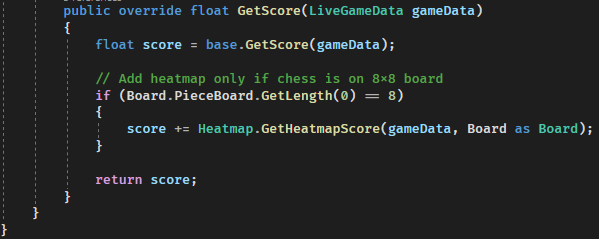 public override float GetScore(LiveGameData gameData)
{
float score = base.GetScore(gameData);
// Add heatmap only if chess is on 8×8 board
if (Board.PieceBoard.GetLength(0) == 8)
{
score += Heatmap.GetHeatmapScore(gameData, Board as Board);
}
return score;
}
}
}